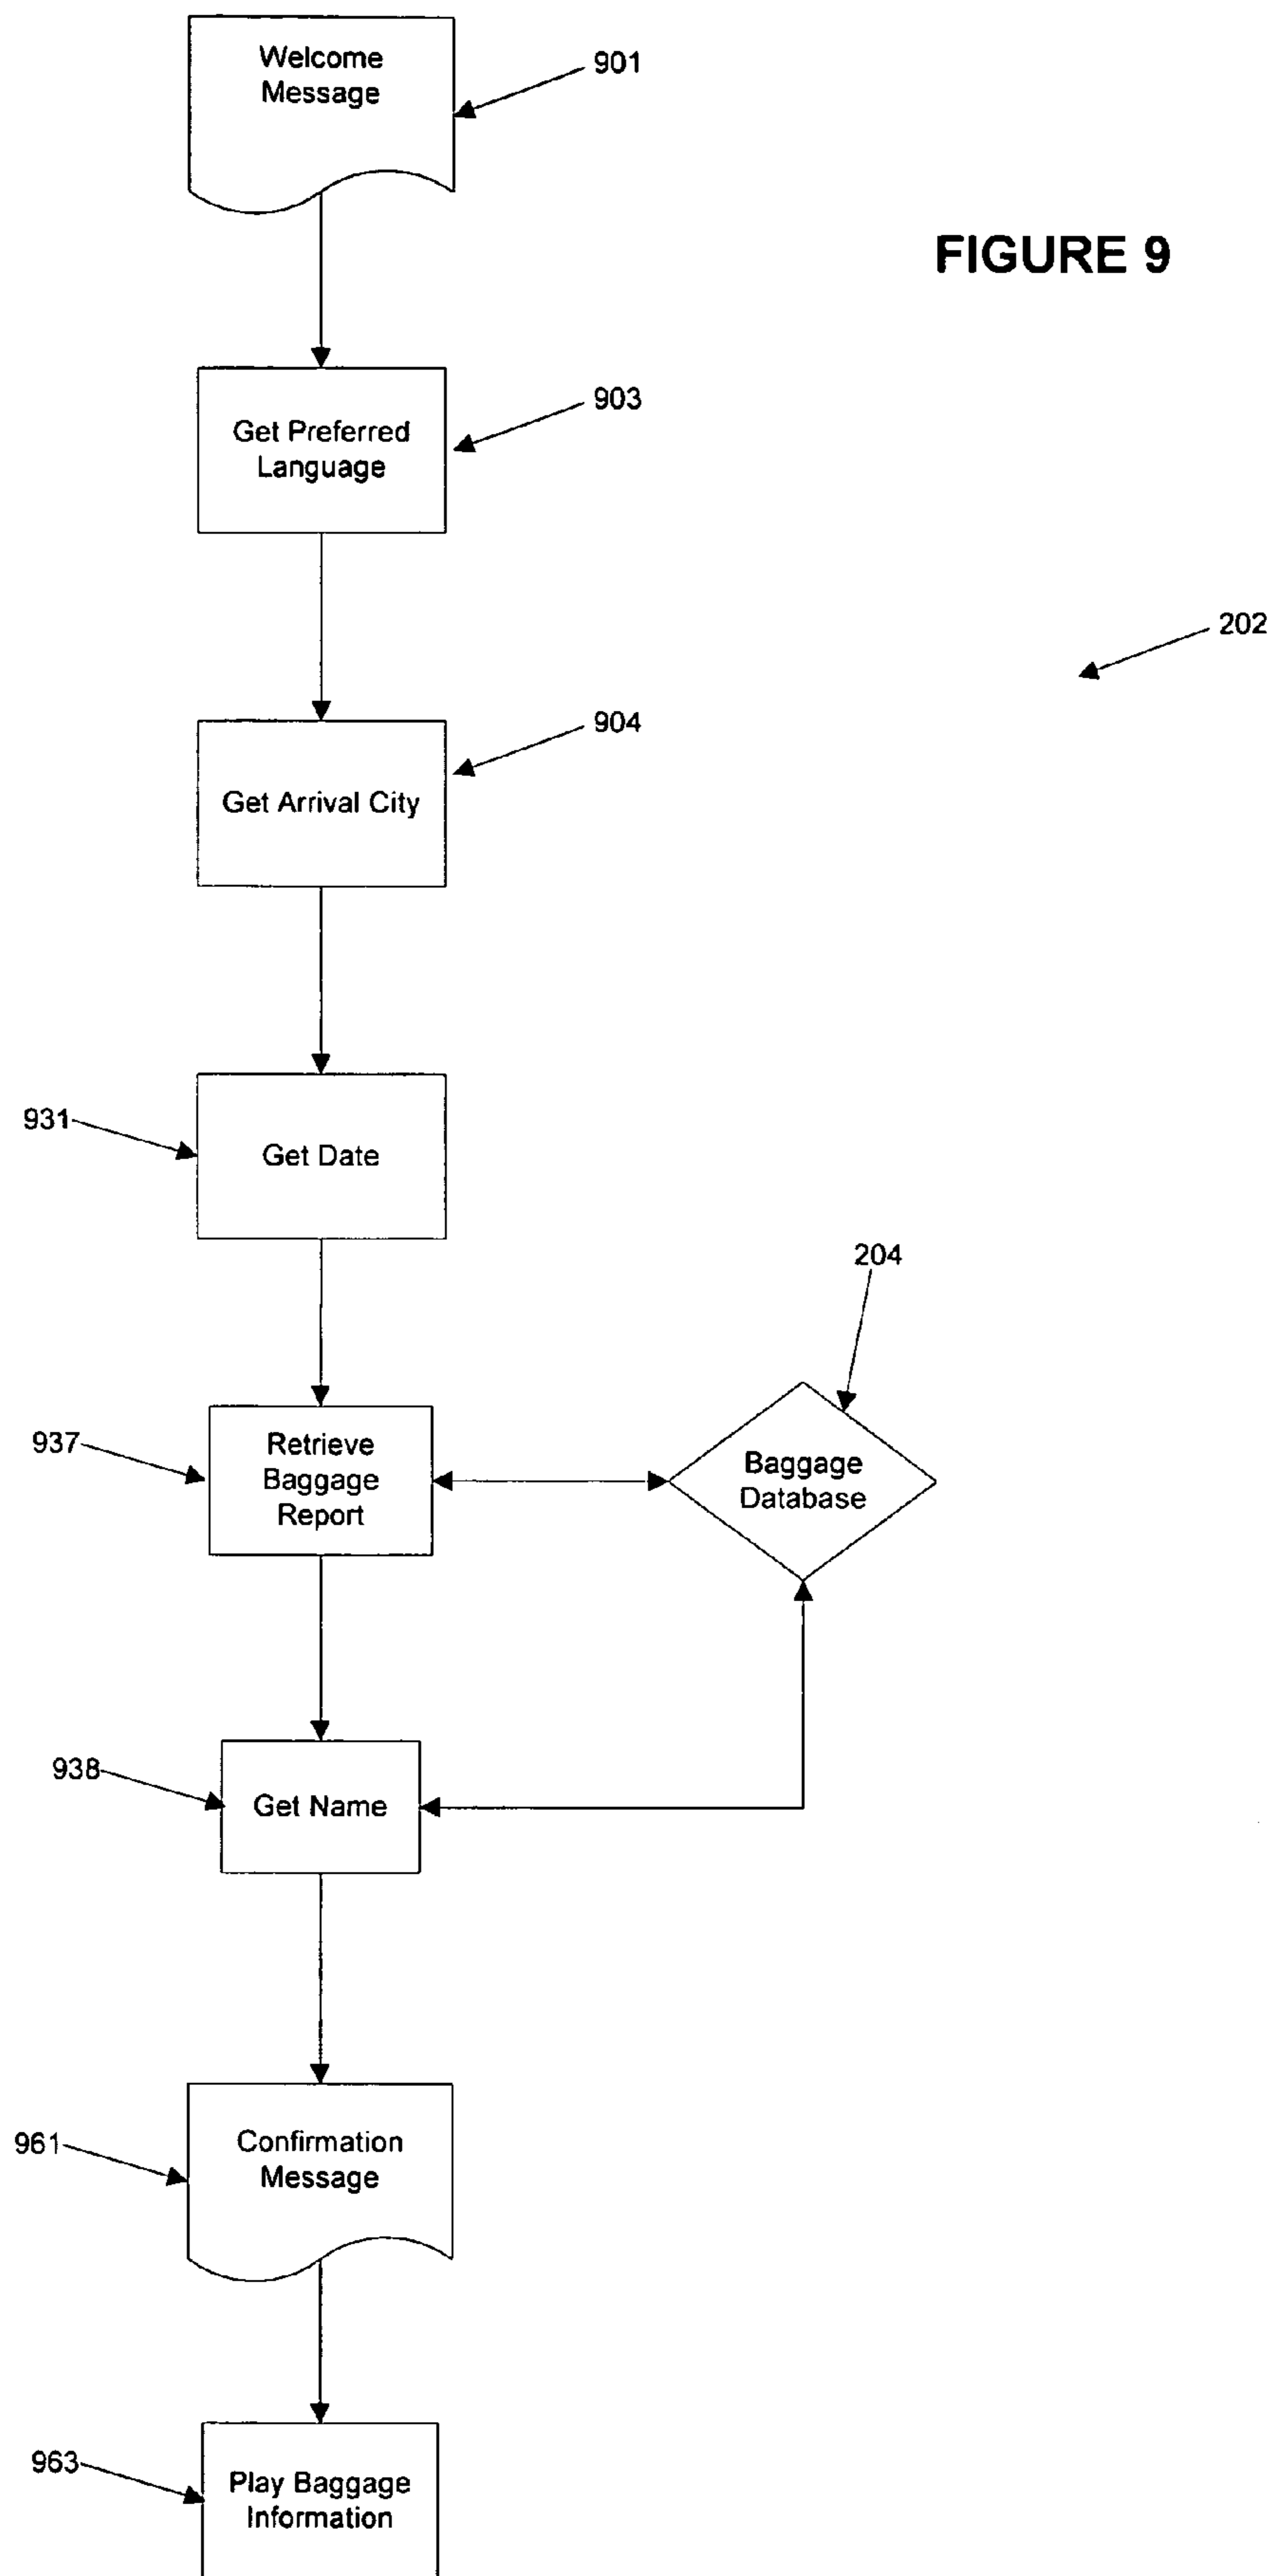 Welcome
Message
901
FIGURE 9
Get Preferred
Language
903
202
Get Arrival City
904
931
Get Date
204
937
Retrieve
Baggage
Report
Baggage
Database
938
Get Name
961
Confirmation
Message
963
Play Baggage
Information